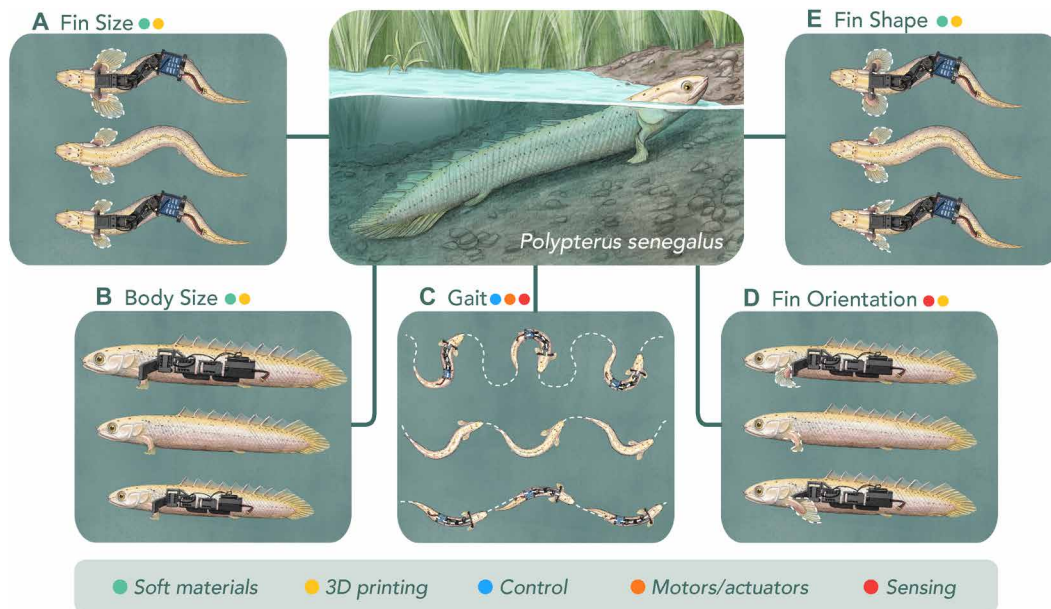 A Fin Size
E Fin Shape
Polypterus senegalus
B Body Size
C Gait
D Fin Orientation
Soft materials
3D printing
Control
Motors/actuators
Sensing